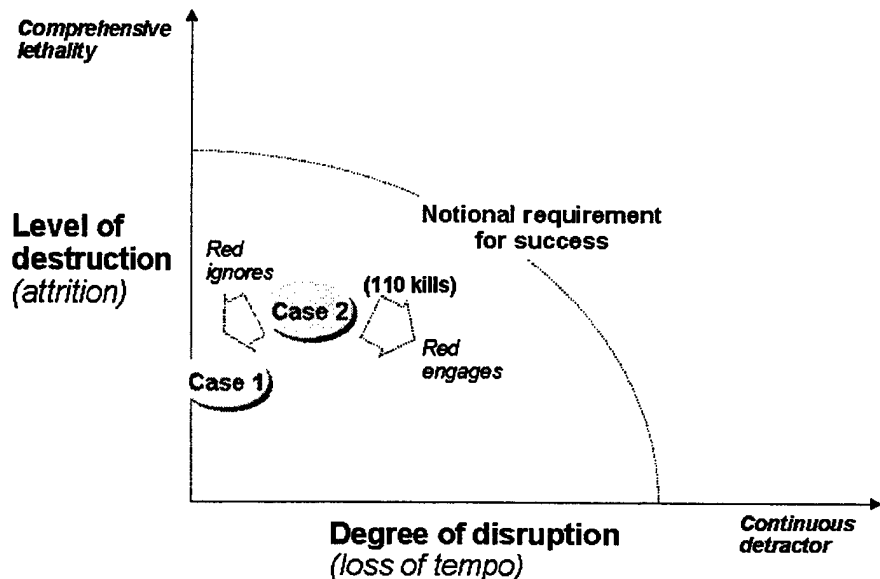 Comprehensive
lethality
Level of
destruction
(attrition)
Notional requirement
for success
Red
ignores
(110 kills)
Case 2
Red
engages
Case 1
Degree of disruption
(loss of tempo)
Continuous
detractor